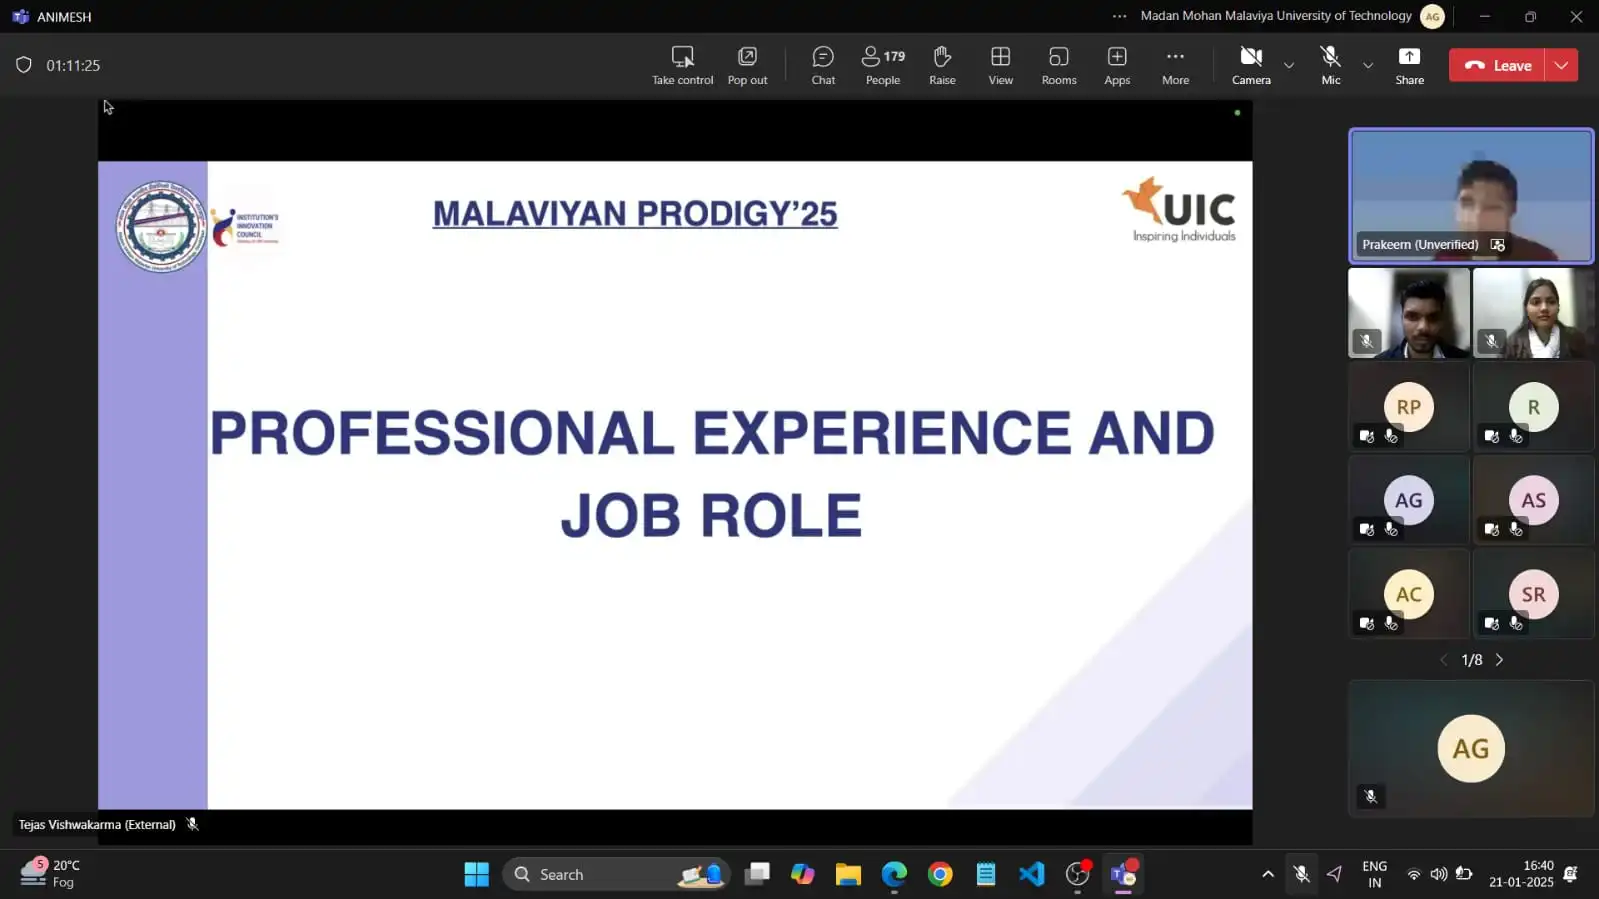 ANIMESH
Madan Mohan Malaviya University of Technology
AG
01:11:25
Take control
Pop out
Chat
179
People
Raise
View
Rooms
Apps
More
Camera
Mic
Share
Leave
INSTITUTION'S
INNOVATION
COUNCIL
MALAVIYAN PRODIGY'25
UIC
Inspiring Individuals
PROFESSIONAL EXPERIENCE AND
JOB ROLE
Prakeem (Unverified)
RP
R
AG
AS
AC
SR
1/8
AG
Tejas Vishwakarma (External)
5
20°C
Fog
Search
ENG
IN
16:40
21-01-2025